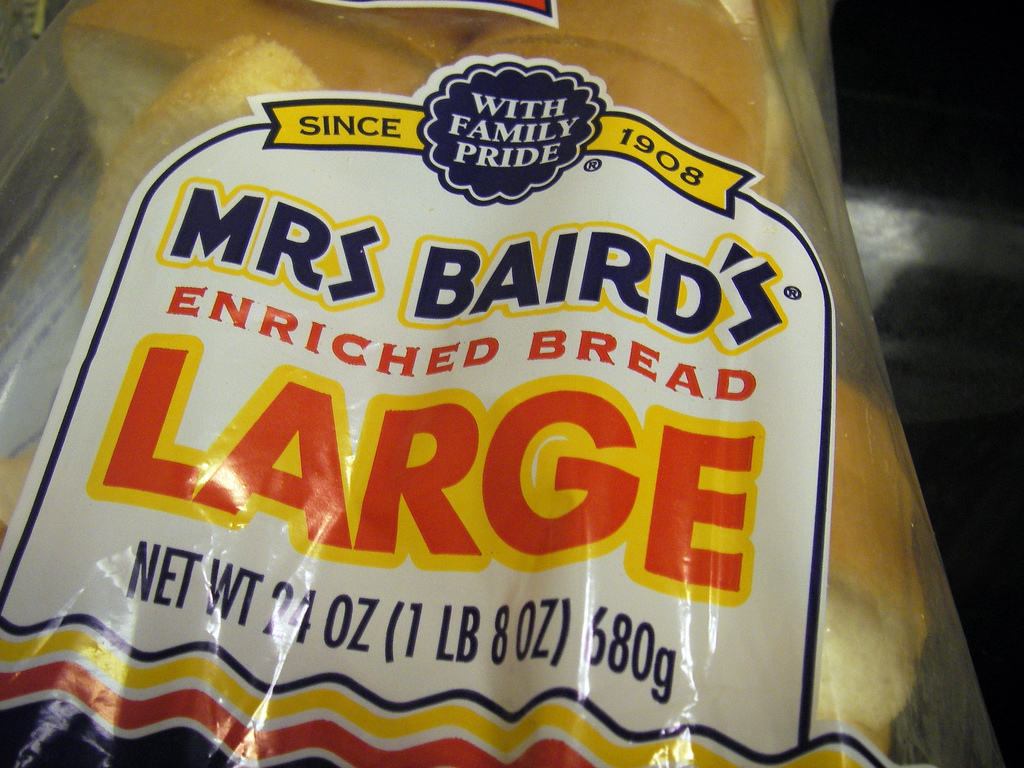 SINCE
WITH
FAMILY
PRIDE
®
1908
MRS BAIRD'S®
ENRICHED BREAD
LARGE
NET WT 24 OZ (1 LB 8 OZ) 680g